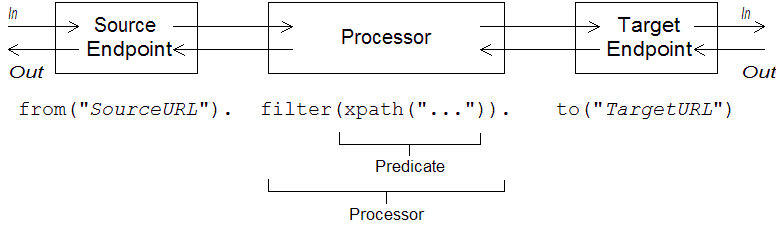 In
Source
Endpoint
Processor
Target
Endpoint
In
Out
Out
from("SourceURL"). filter(xpath("...")). to("TargetURL")
Predicate
Processor